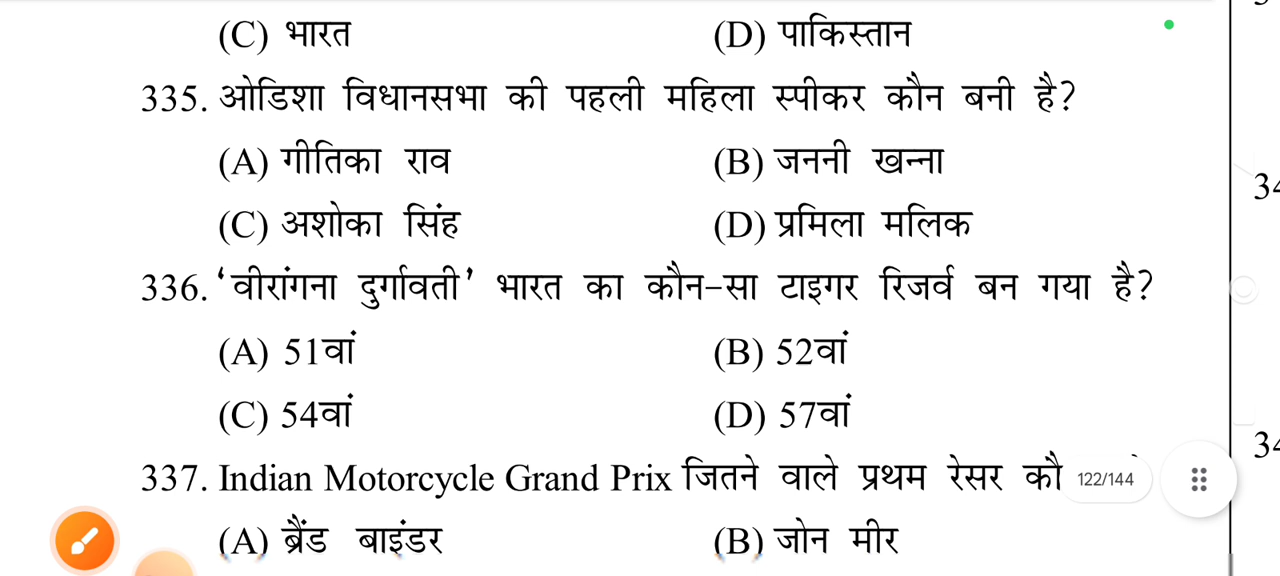 (C) भारत (D) पाकिस्तान
335. ओडिशा विधानसभा की पहली महिला स्पीकर कौन बनी है?
(A) गीतिका राव (B) जननी खन्ना
(C) अशोका सिंह (D) प्रमिला मलिक
336. ‘वीरांगना दुर्गावती’ भारत का कौन-सा टाइगर रिजर्व बन गया है?
(A) 51वां (B) 52वां
(C) 54वां (D) 57वां
337. Indian Motorcycle Grand Prix जितने वाले प्रथम रेसर
122/144
(A) ब्रैंड बाइंडर (B) जोन मीर